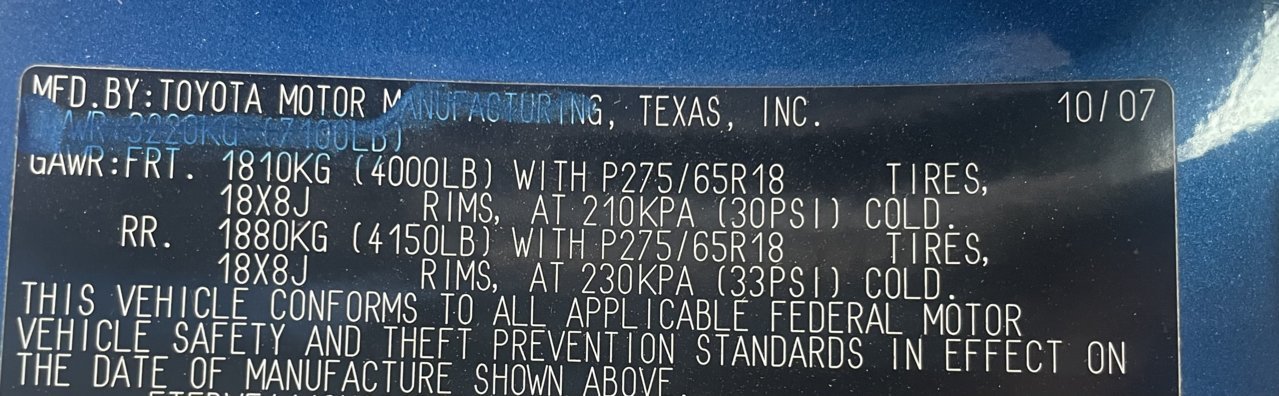 MFD.BY:TOYOTA MOTOR MANUFACTURING, TEXAS, INC. 10/07
GVWR:3220KG (7100LB)
GAWR:FRT. 1810KG (4000LB) WITH P275/65R18 TIRES,
18X8J RIMS, AT 210KPA (30PSI) COLD.
RR. 1880KG (4150LB) WITH P275/65R18 TIRES,
18X8J RIMS, AT 230KPA (33PSI) COLD.
THIS VEHICLE CONFORMS TO ALL APPLICABLE FEDERAL MOTOR
VEHICLE SAFETY AND THEFT PREVENTION STANDARDS IN EFFECT ON
THE DATE OF MANUFACTURE SHOWN ABOVE.